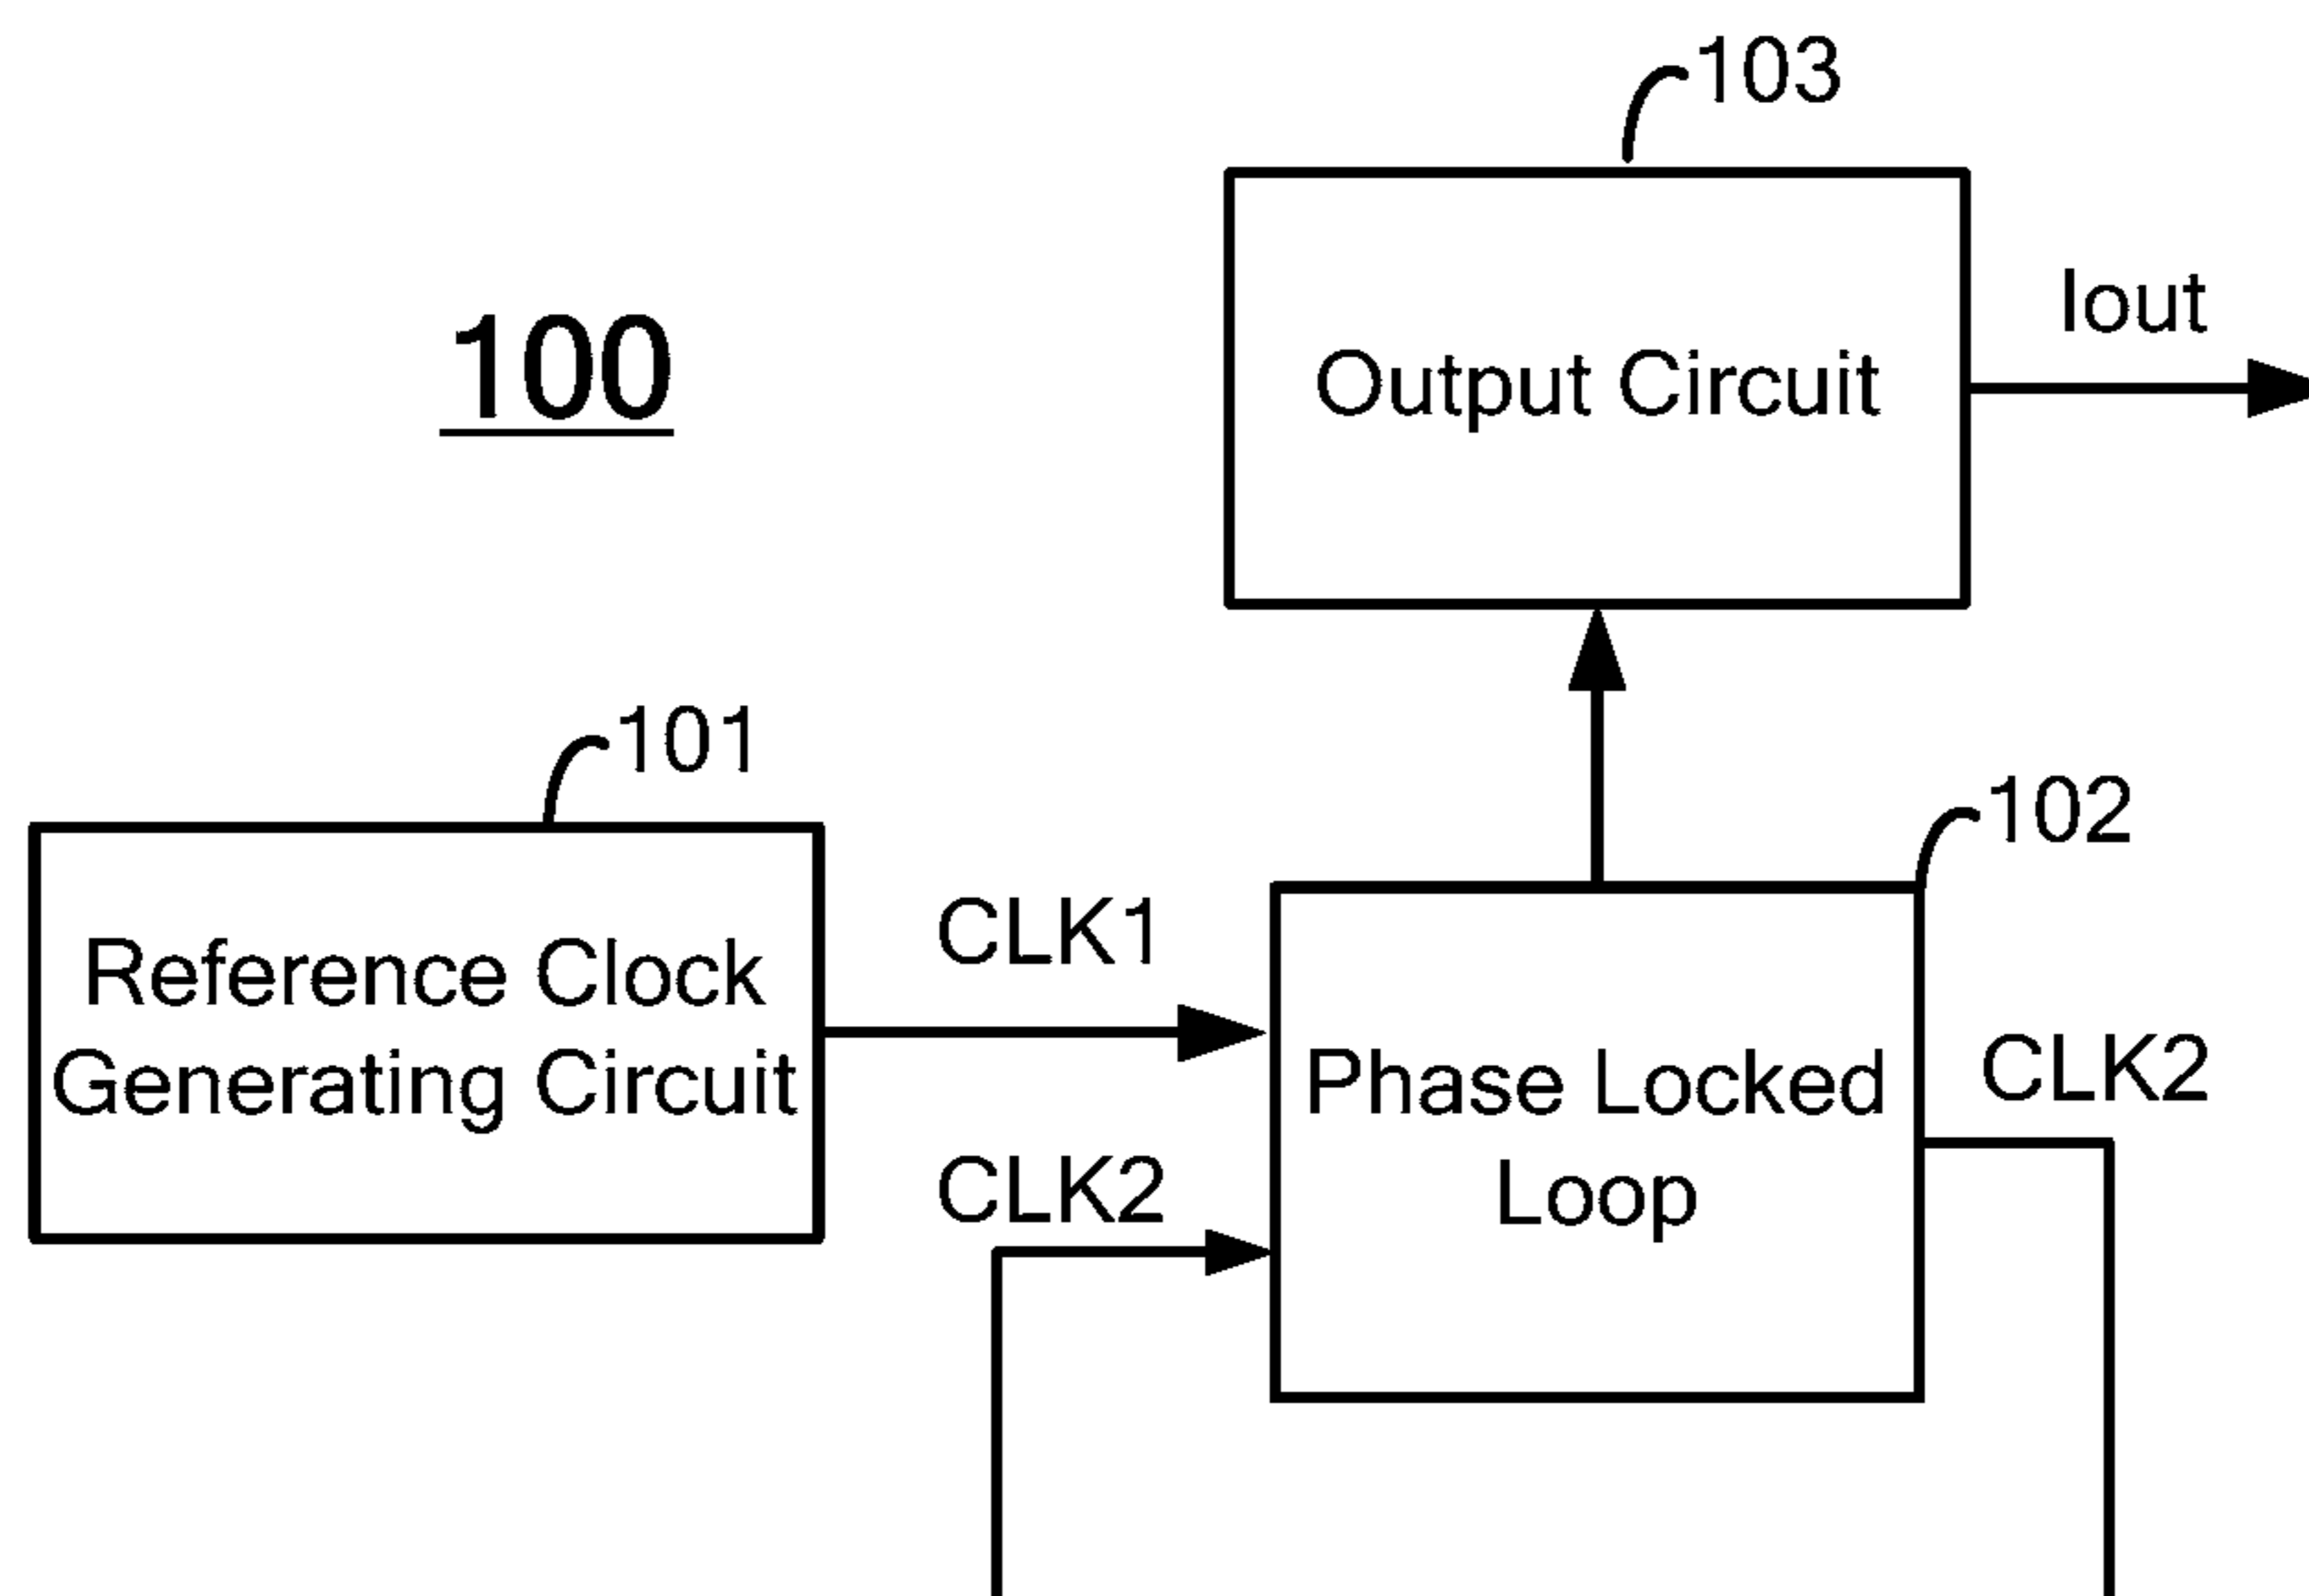 103
Iout
Output Circuit
100
101
102
CLK1
Reference Clock
Generating Circuit
Phase Locked
Loop
CLK2
CLK2